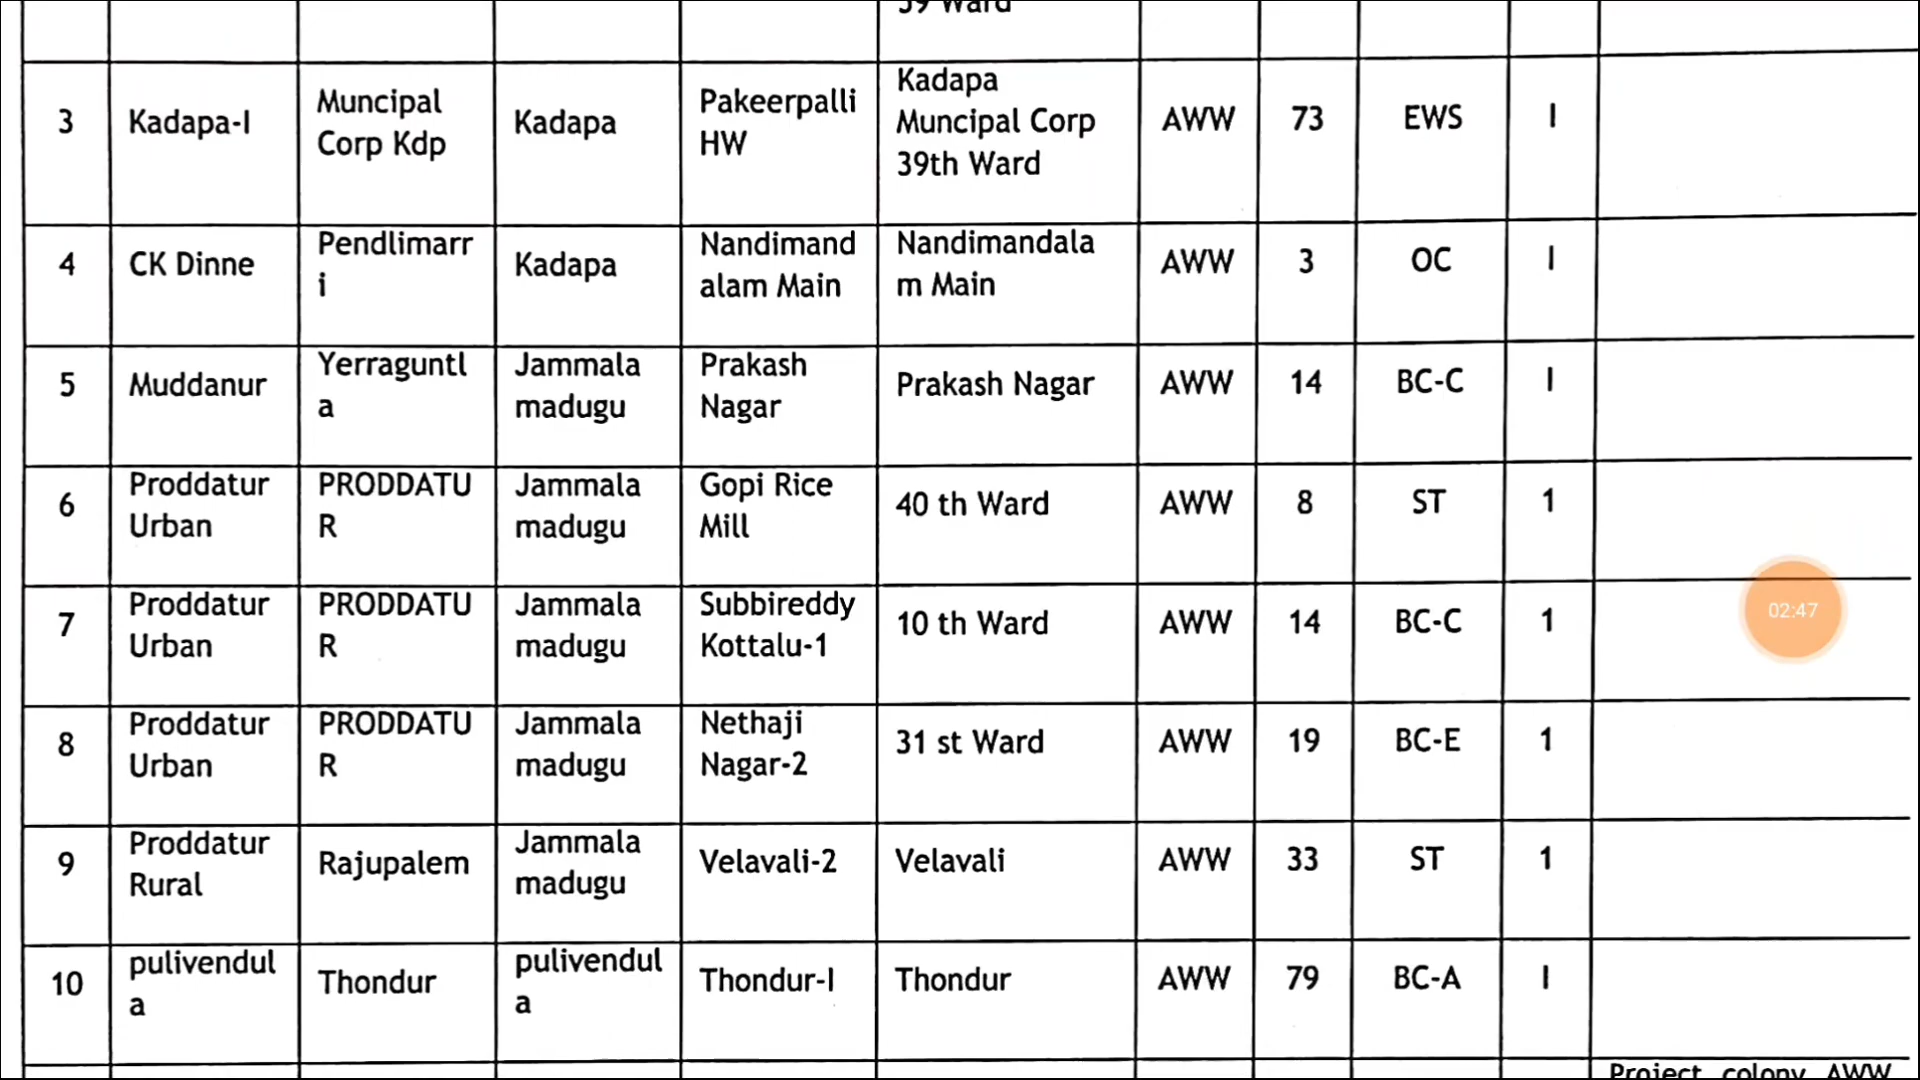 39 Ward
3 Kadapa-I Muncipal Corp Kdp Kadapa Pakeerpalli HW Kadapa Muncipal Corp 39th Ward AWW 73 EWS I
4 CK Dinne Pendlimarr i Kadapa Nandimand alam Main Nandimandala m Main AWW 3 OC I
5 Muddanur Yerraguntl a Jammala madugu Prakash Nagar Prakash Nagar AWW 14 BC-C I
6 Proddatur Urban PRODDATU R Jammala madugu Gopi Rice Mill 40 th Ward AWW 8 ST 1
7 Proddatur Urban PRODDATU R Jammala madugu Subbireddy Kottalu-1 10 th Ward AWW 14 BC-C 1
8 Proddatur Urban PRODDATU R Jammala madugu Nethaji Nagar-2 31 st Ward AWW 19 BC-E 1
9 Proddatur Rural Rajupalem Jammala madugu Velavali-2 Velavali AWW 33 ST 1
10 pulivendul a Thondur pulivendul a Thondur-I Thondur AWW 79 BC-A I
Project colony AWW
02:47